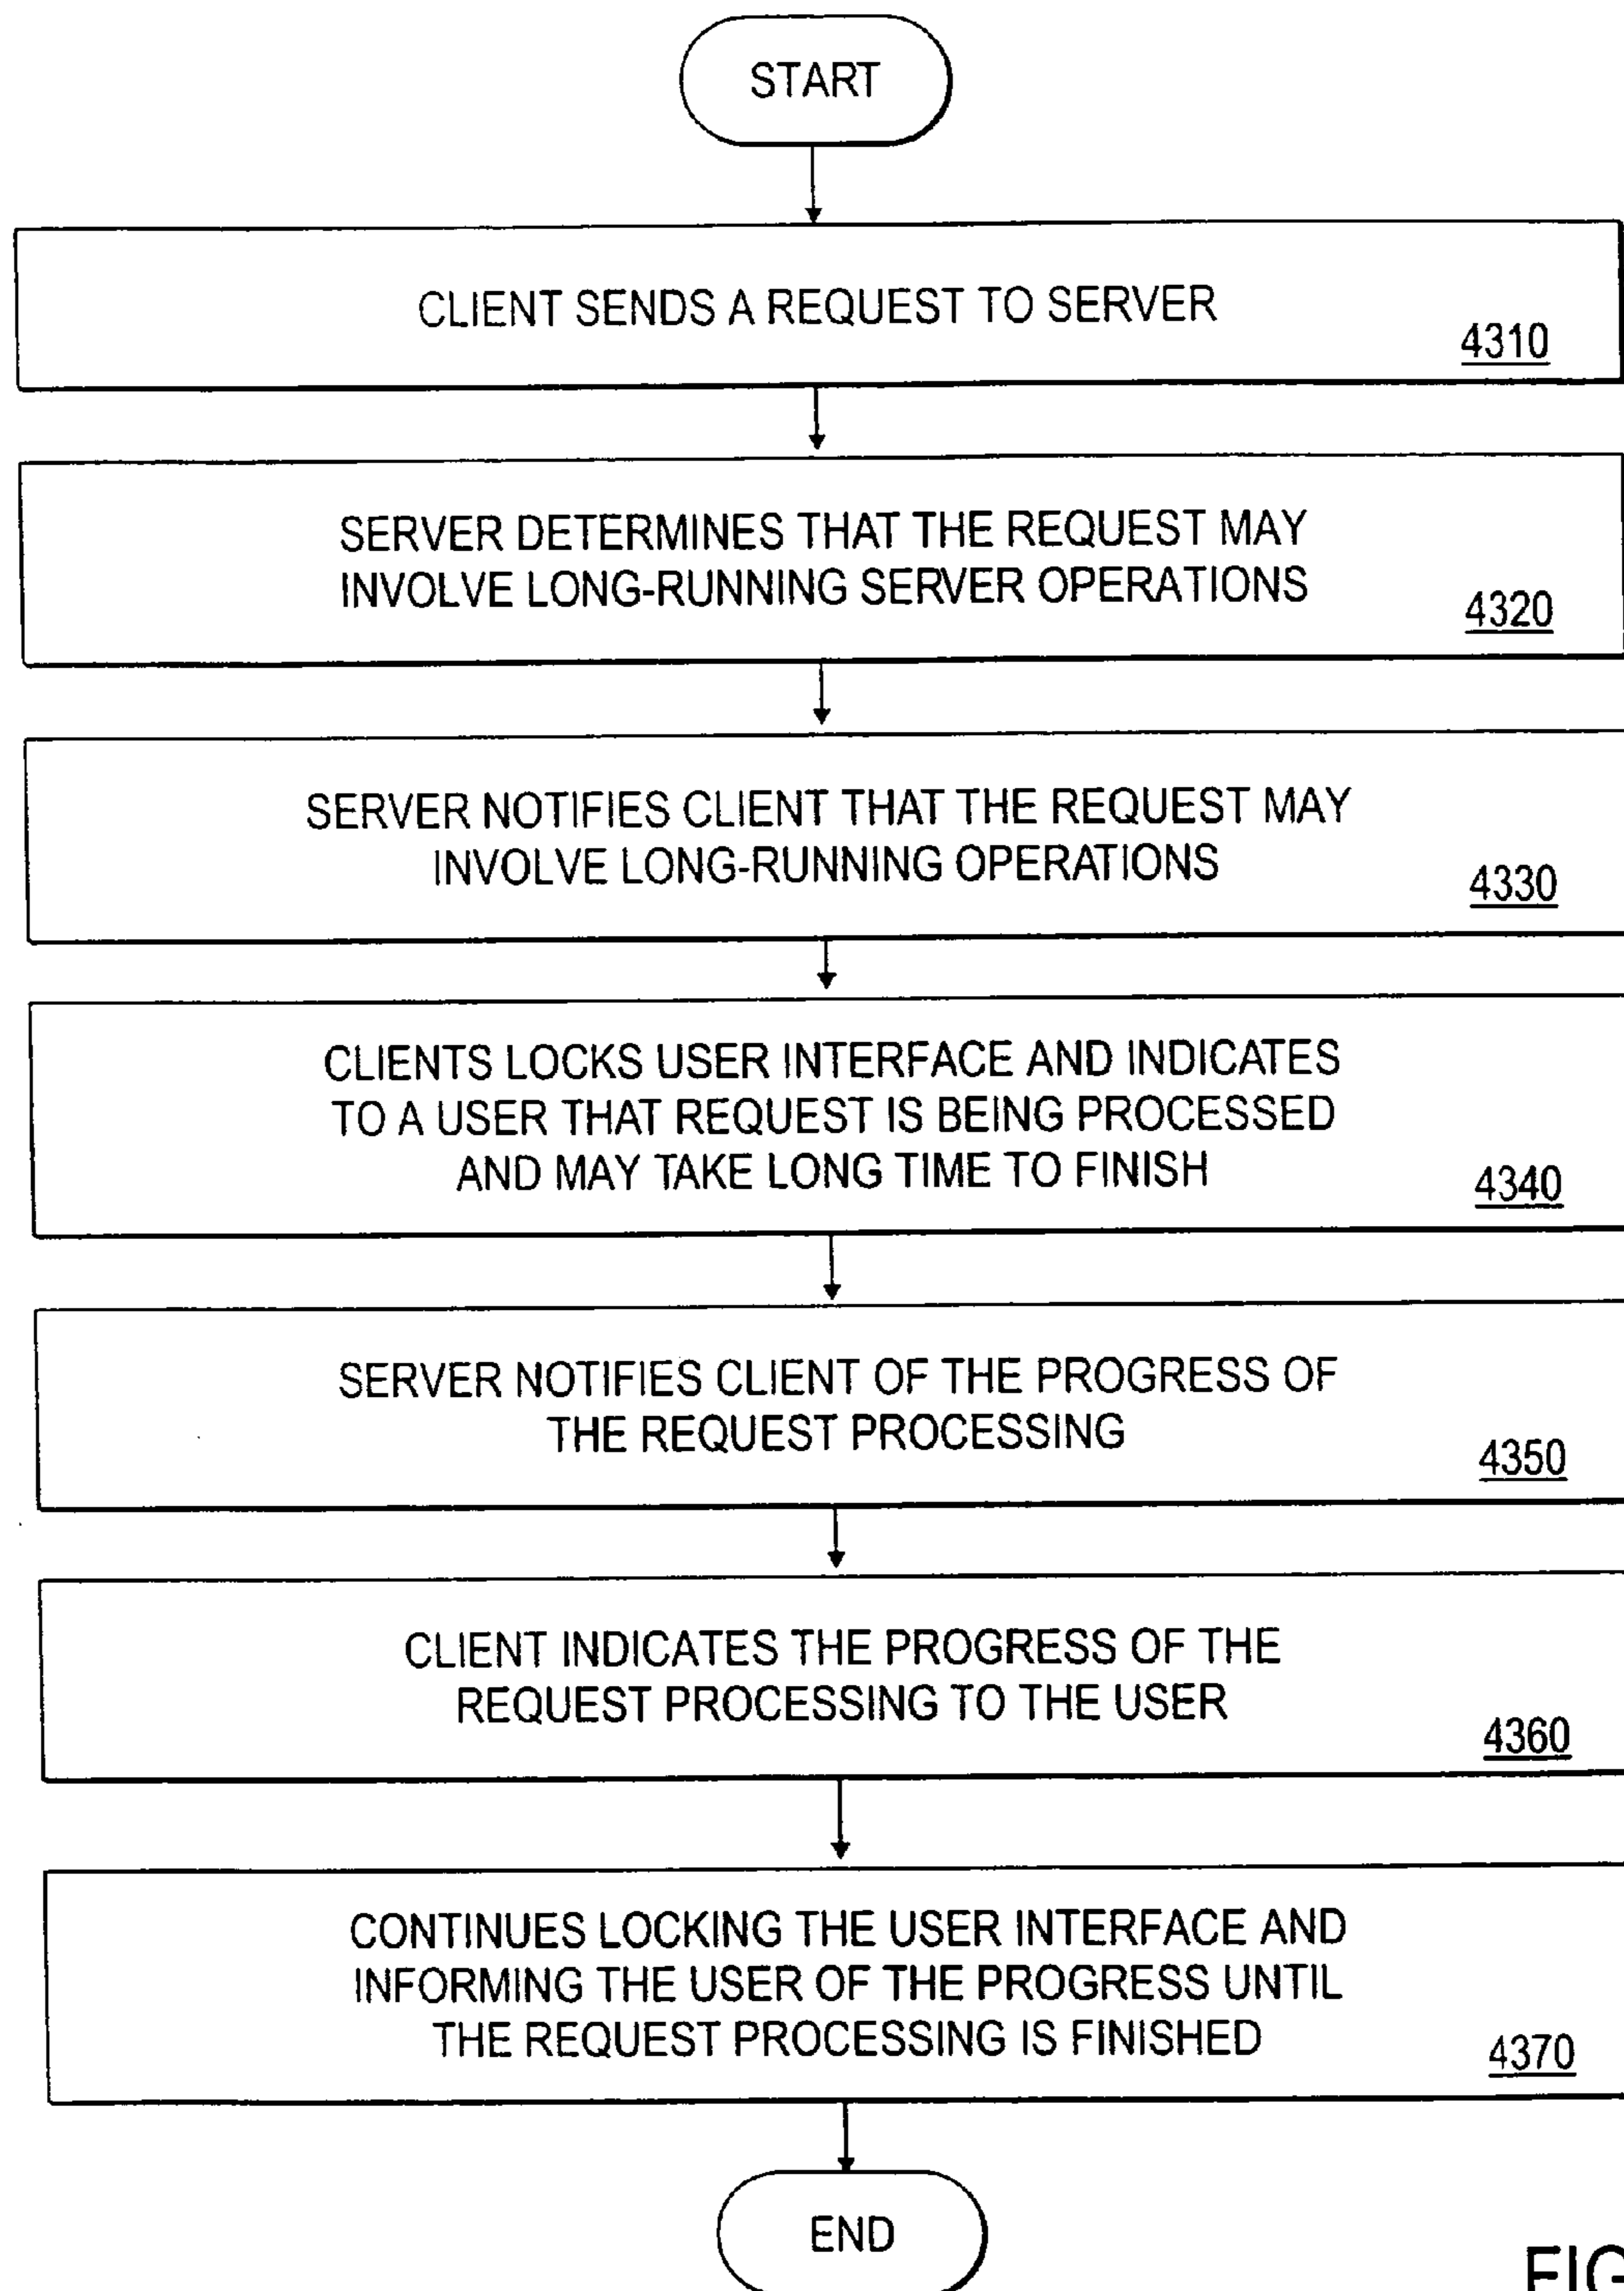 START
CLIENT SENDS A REQUEST TO SERVER
4310
SERVER DETERMINES THAT THE REQUEST MAY
INVOLVE LONG-RUNNING SERVER OPERATIONS
4320
SERVER NOTIFIES CLIENT THAT THE REQUEST MAY
INVOLVE LONG-RUNNING OPERATIONS
4330
CLIENTS LOCKS USER INTERFACE AND INDICATES
TO A USER THAT REQUEST IS BEING PROCESSED
AND MAY TAKE LONG TIME TO FINISH
4340
SERVER NOTIFIES CLIENT OF THE PROGRESS OF
THE REQUEST PROCESSING
4350
CLIENT INDICATES THE PROGRESS OF THE
REQUEST PROCESSING TO THE USER
4360
CONTINUES LOCKING THE USER INTERFACE AND
INFORMING THE USER OF THE PROGRESS UNTIL
THE REQUEST PROCESSING IS FINISHED
4370
END
FIG